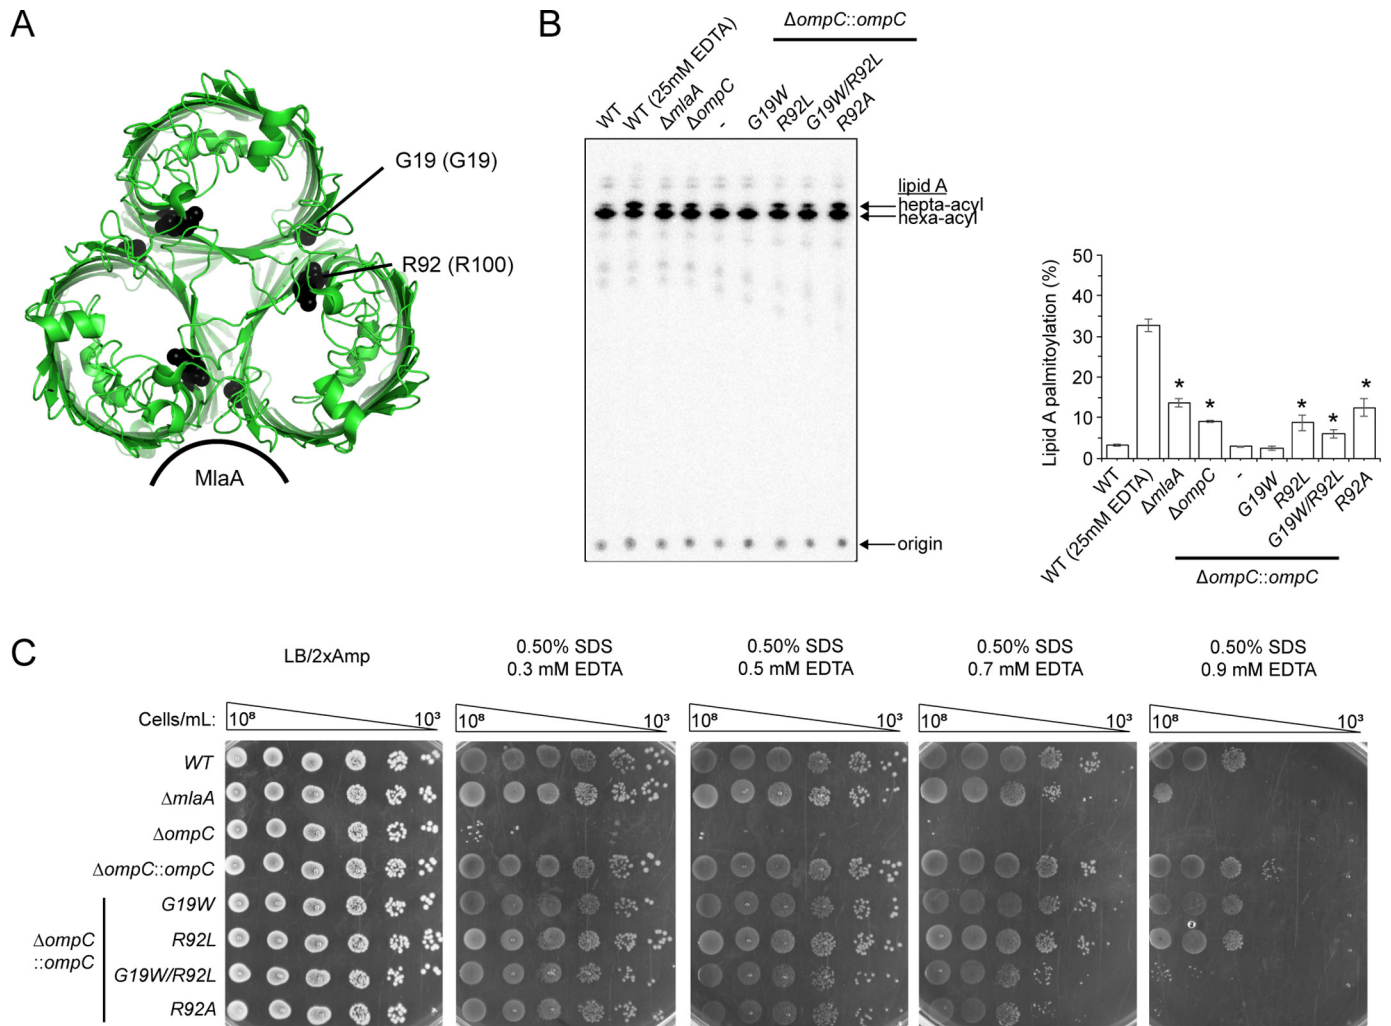 A
G19 (G19)
R92 (R100)
MlaA
B
ΔompC::ompC
WT
WT (25mM EDTA)
ΔmlaA
ΔompC
-
G19W
R92L
G19W/R92L
R92A
lipid A
hepta-acyl
hexa-acyl
origin
Lipid A palmitoylation (%)
50
40
30
20
10
0
*
*
*
*
*
WT
WT (25mM EDTA)
ΔmlaA
ΔompC
-
G19W
R92L
G19W/R92L
R92A
ΔompC::ompC
C
LB/2xAmp
0.50% SDS
0.3 mM EDTA
0.50% SDS
0.5 mM EDTA
0.50% SDS
0.7 mM EDTA
0.50% SDS
0.9 mM EDTA
Cells/mL:
10⁸ 10³
10⁸ 10³
10⁸ 10³
10⁸ 10³
10⁸ 10³
WT
ΔmlaA
ΔompC
ΔompC::ompC
ΔompC
::ompC
G19W
R92L
G19W/R92L
R92A